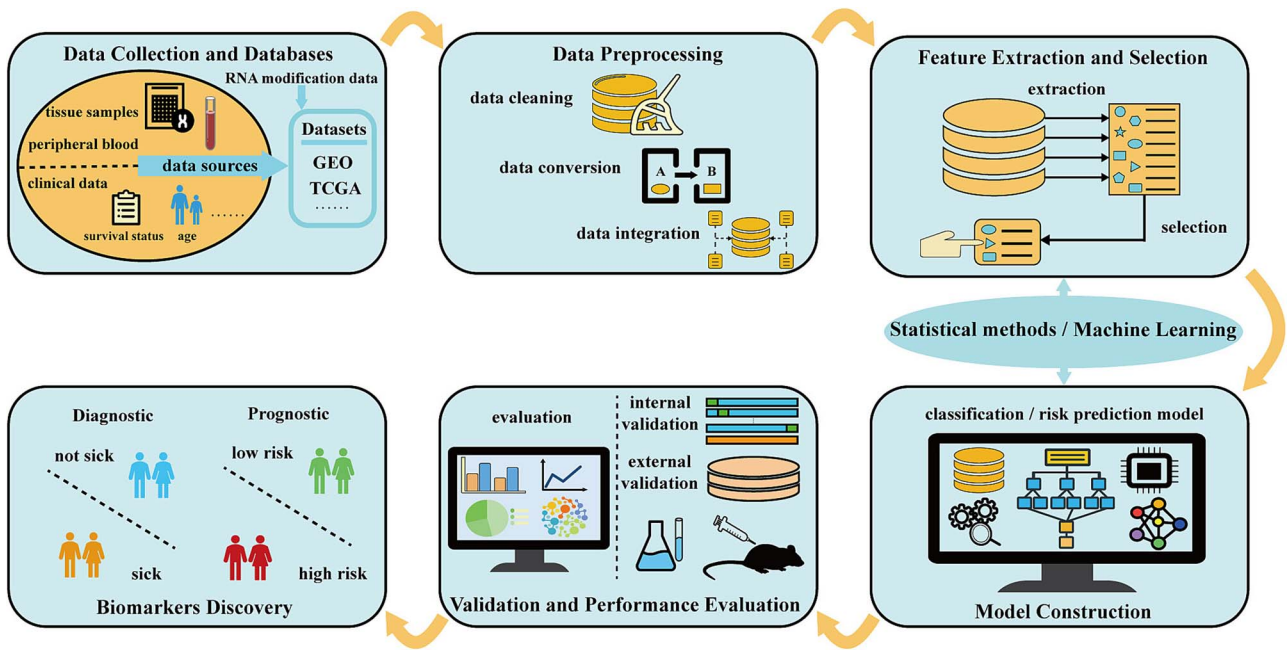 Data Collection and Databases
RNA modification data
tissue samples
peripheral blood
clinical data
survival status
age
......
data sources
Datasets
GEO
TCGA
......
Data Preprocessing
data cleaning
data conversion
A
B
data integration
Feature Extraction and Selection
extraction
selection
Statistical methods / Machine Learning
classification / risk prediction model
Model Construction
evaluation
internal
validation
external
validation
Validation and Performance Evaluation
Diagnostic
not sick
sick
Prognostic
low risk
high risk
Biomarkers Discovery